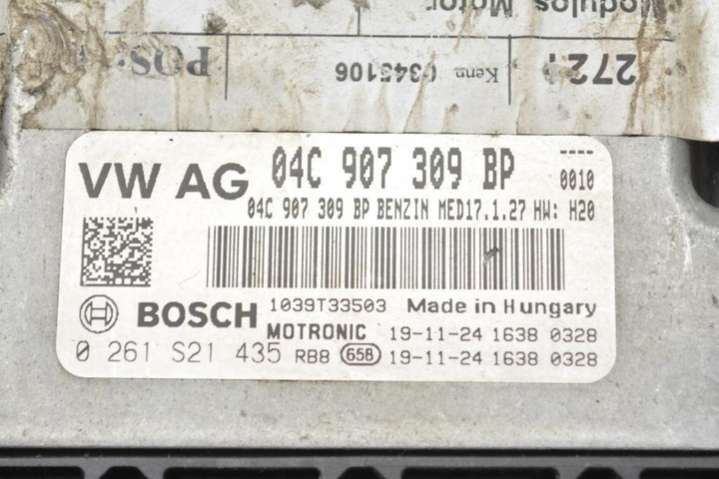 Modulos Motor
272
Kenn 0345106
POS:
VW AG 04C 907 309 BP ----
0010
04C 907 309 BP BENZIN MED17.1.27 HW: H20
BOSCH 1039T33503 Made in Hungary
MOTRONIC 19-11-24 1638 0328
0 261 S21 435 RB8 658 19-11-24 1638 0328